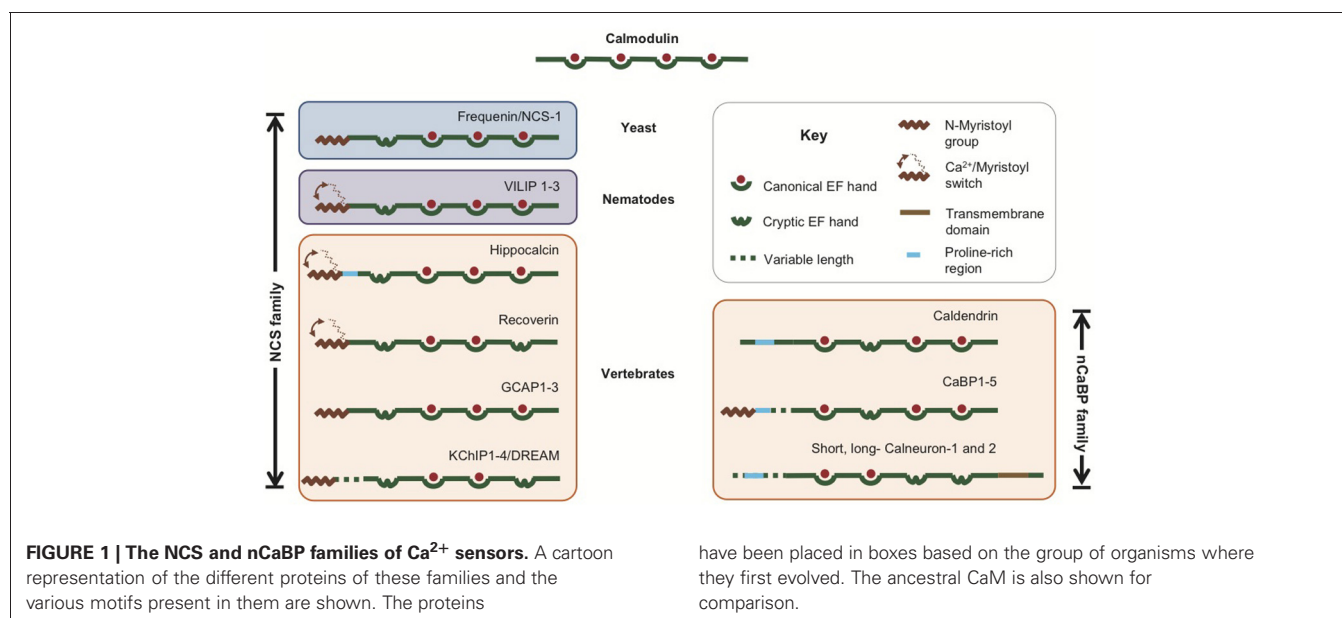 Calmodulin
NCS family
Frequenin/NCS-1
Yeast
VILIP 1-3
Nematodes
Hippocalcin
Recoverin
GCAP1-3
KChIP1-4/DREAM
Vertebrates
Key
Canonical EF hand
Cryptic EF hand
Variable length
N-Myristoyl
group
Ca²⁺/Myristoyl
switch
Transmembrane
domain
Proline-rich
region
Caldendrin
CaBP1-5
Short, long- Calneuron-1 and 2
nCaBP family
FIGURE 1 | The NCS and nCaBP families of Ca²⁺ sensors. A cartoon
representation of the different proteins of these families and the
various motifs present in them are shown. The proteins
have been placed in boxes based on the group of organisms where
they first evolved. The ancestral CaM is also shown for
comparison.